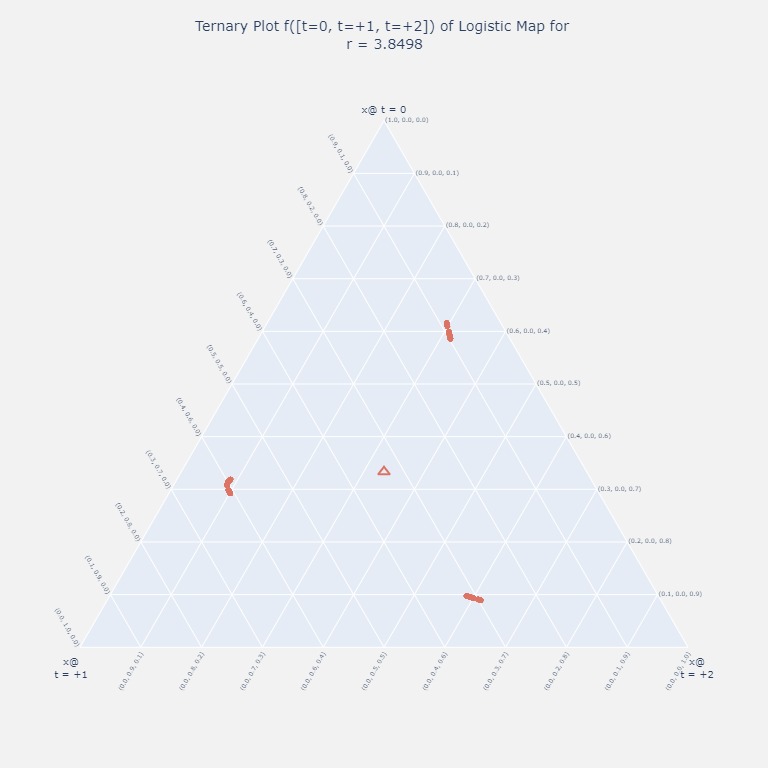 Ternary Plot f([t=0, t=+1, t=+2]) of Logistic Map for
r = 3.8498
x@ t = 0
(1.0, 0.0, 0.0)
(0.9, 0.1, 0.0)
(0.9, 0.0, 0.1)
(0.8, 0.2, 0.0)
(0.8, 0.0, 0.2)
(0.7, 0.3, 0.0)
(0.7, 0.0, 0.3)
(0.6, 0.4, 0.0)
(0.6, 0.0, 0.4)
(0.5, 0.5, 0.0)
(0.5, 0.0, 0.5)
(0.4, 0.6, 0.0)
(0.4, 0.0, 0.6)
(0.3, 0.7, 0.0)
(0.3, 0.0, 0.7)
(0.2, 0.8, 0.0)
(0.2, 0.0, 0.8)
(0.1, 0.9, 0.0)
(0.1, 0.0, 0.9)
(0.0, 1.0, 0.0)
x@
t = +1
(0.0, 0.9, 0.1)
(0.0, 0.8, 0.2)
(0.0, 0.7, 0.3)
(0.0, 0.6, 0.4)
(0.0, 0.5, 0.5)
(0.0, 0.4, 0.6)
(0.0, 0.3, 0.7)
(0.0, 0.2, 0.8)
(0.0, 0.1, 0.9)
(0.0, 0.0, 1.0)
x@
t = +2